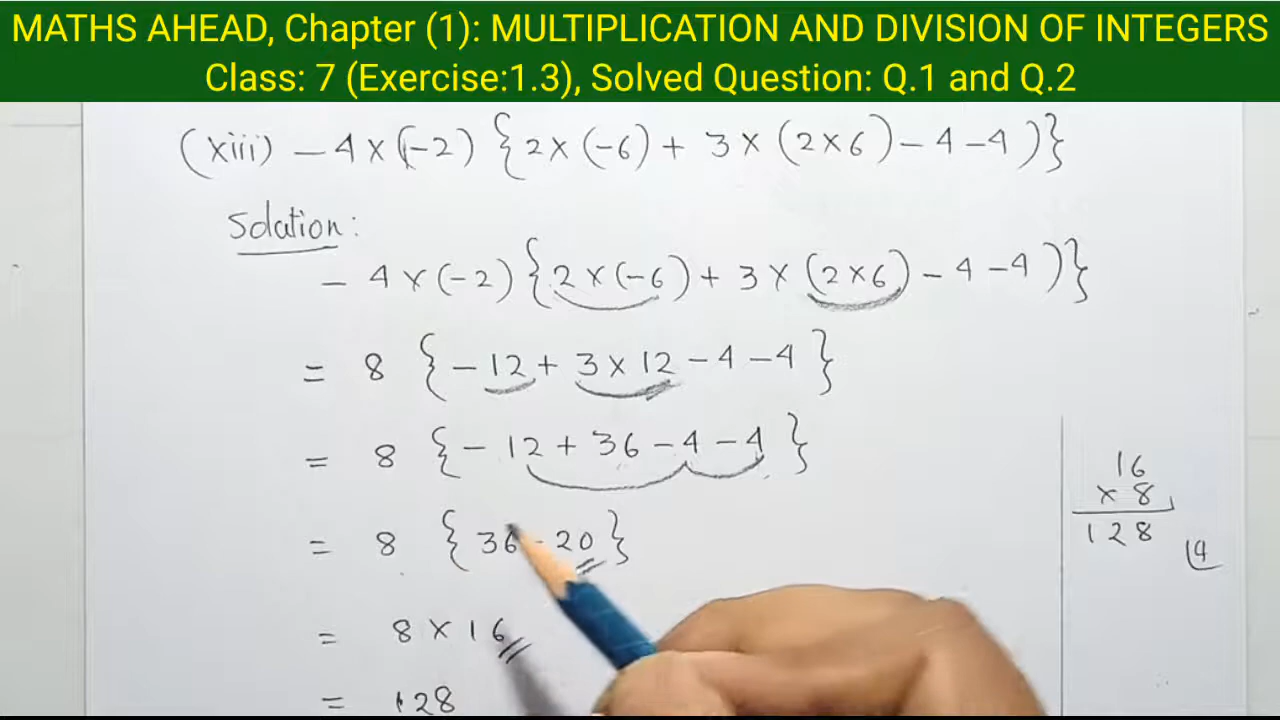 MATHS AHEAD, Chapter (1): MULTIPLICATION AND DIVISION OF INTEGERS
Class: 7 (Exercise:1.3), Solved Question: Q.1 and Q.2
(xiii) - 4 × (-2) {2 × (-6) + 3 × (2 × 6) - 4 - 4)}
Solution:
- 4 × (-2) {2 × (-6) + 3 × (2 × 6) - 4 - 4)}
= 8 {- 12 + 3 × 12 - 4 - 4}
= 8 {- 12 + 36 - 4 - 4}
= 8 {36 - 20}
= 8 × 16
= 128
16
× 8
128